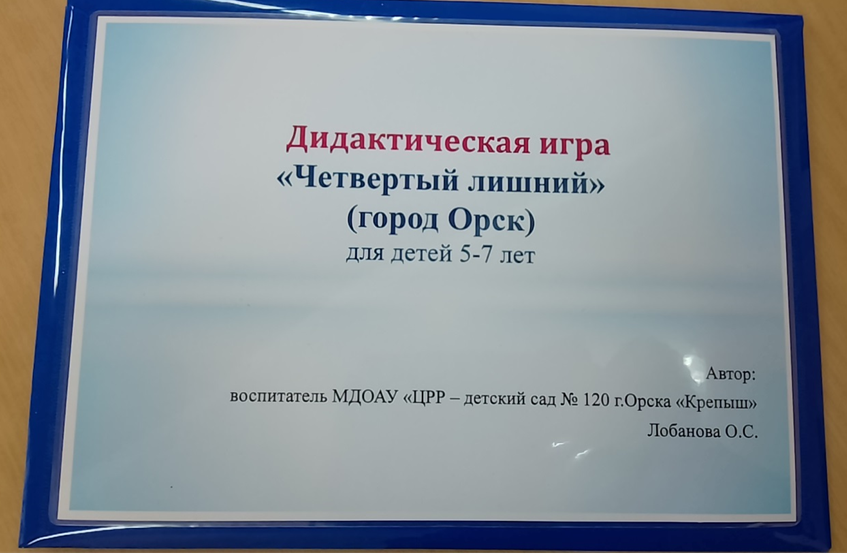 Дидактическая игра
«Четвертый лишний»
(город Орск)
для детей 5-7 лет
Автор:
воспитатель МДОАУ «ЦРР – детский сад № 120 г.Орска «Крепыш»
Лобанова О.С.